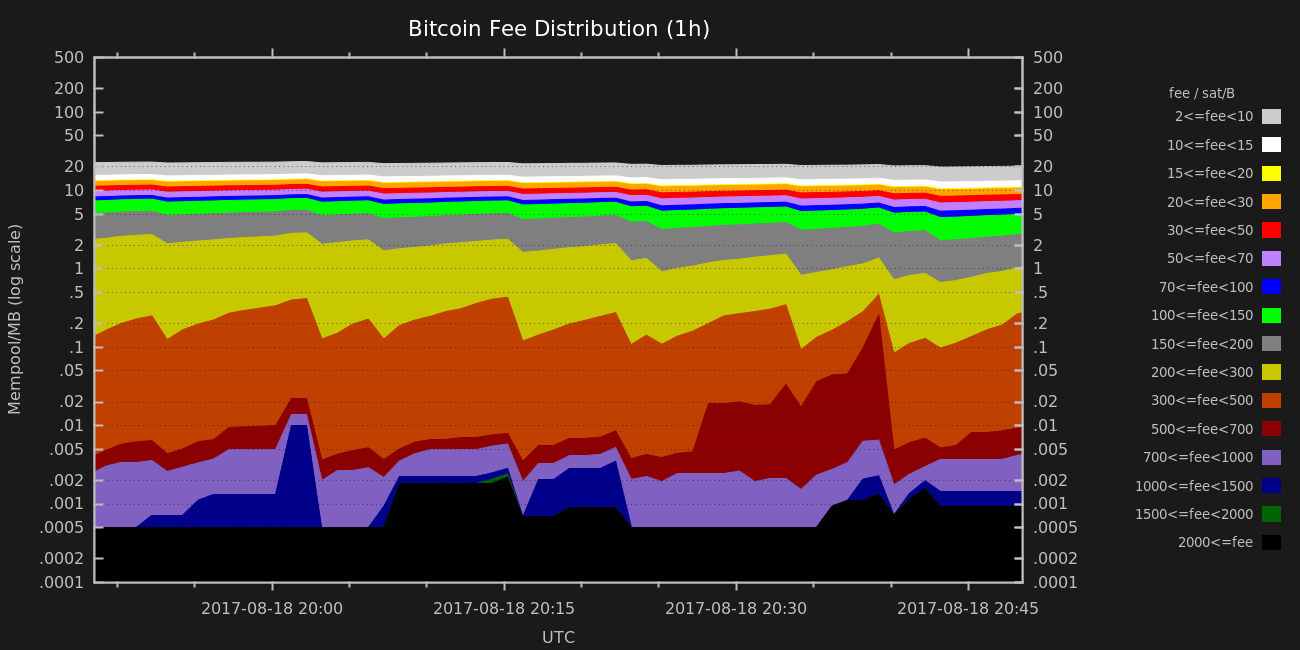 Bitcoin Fee Distribution (1h)
Mempool/MB (log scale)
500
200
100
50
20
10
5
2
1
.5
.2
.1
.05
.02
.01
.005
.002
.001
.0005
.0002
.0001
500
200
100
50
20
10
5
2
1
.5
.2
.1
.05
.02
.01
.005
.002
.001
.0005
.0002
.0001
2017-08-18 20:00
2017-08-18 20:15
2017-08-18 20:30
2017-08-18 20:45
UTC
fee / sat/B
2<=fee<10
10<=fee<15
15<=fee<20
20<=fee<30
30<=fee<50
50<=fee<70
70<=fee<100
100<=fee<150
150<=fee<200
200<=fee<300
300<=fee<500
500<=fee<700
700<=fee<1000
1000<=fee<1500
1500<=fee<2000
2000<=fee